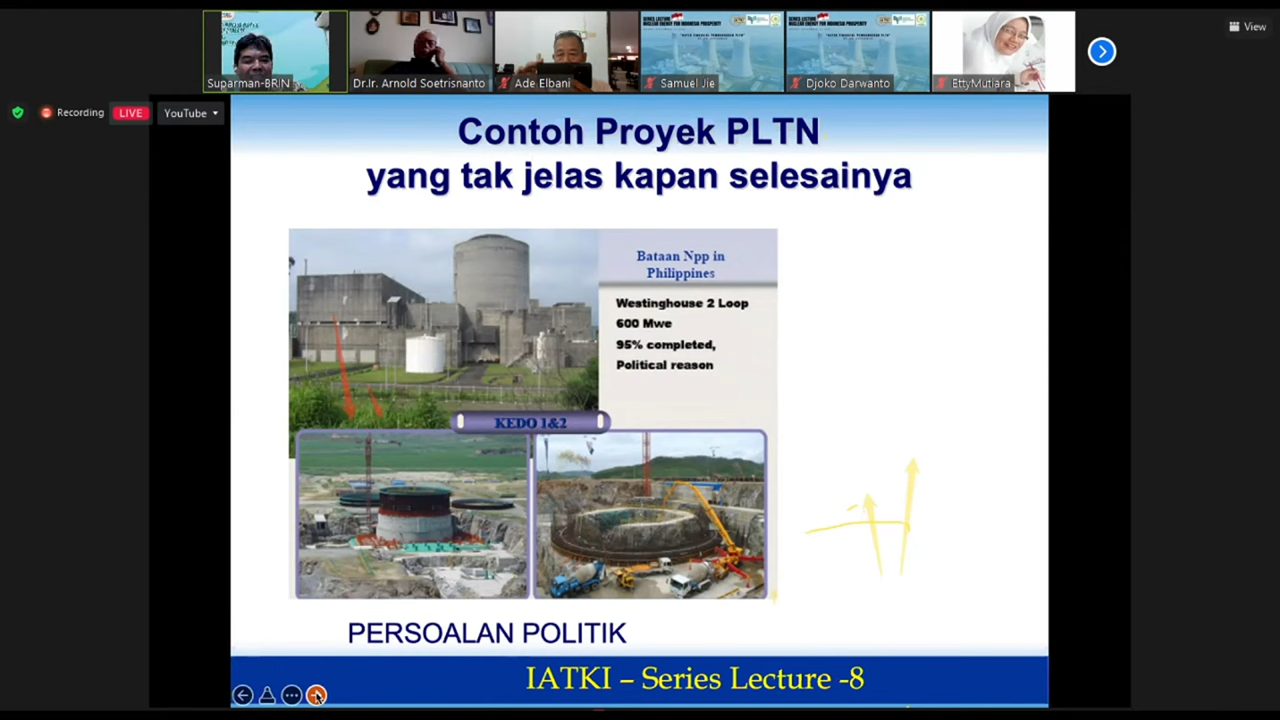 View
Suparman-BRIN
Dr.Ir. Arnold Soetrisnanto
Ade Elbani
Samuel Jie
Djoko Darwanto
EttyMutiara
Recording
LIVE
YouTube
Contoh Proyek PLTN
yang tak jelas kapan selesainya
Bataan Npp in
Philippines
Westinghouse 2 Loop
600 Mwe
95% completed,
Political reason
KEDO 1&2
PERSOALAN POLITIK
IATKI – Series Lecture -8